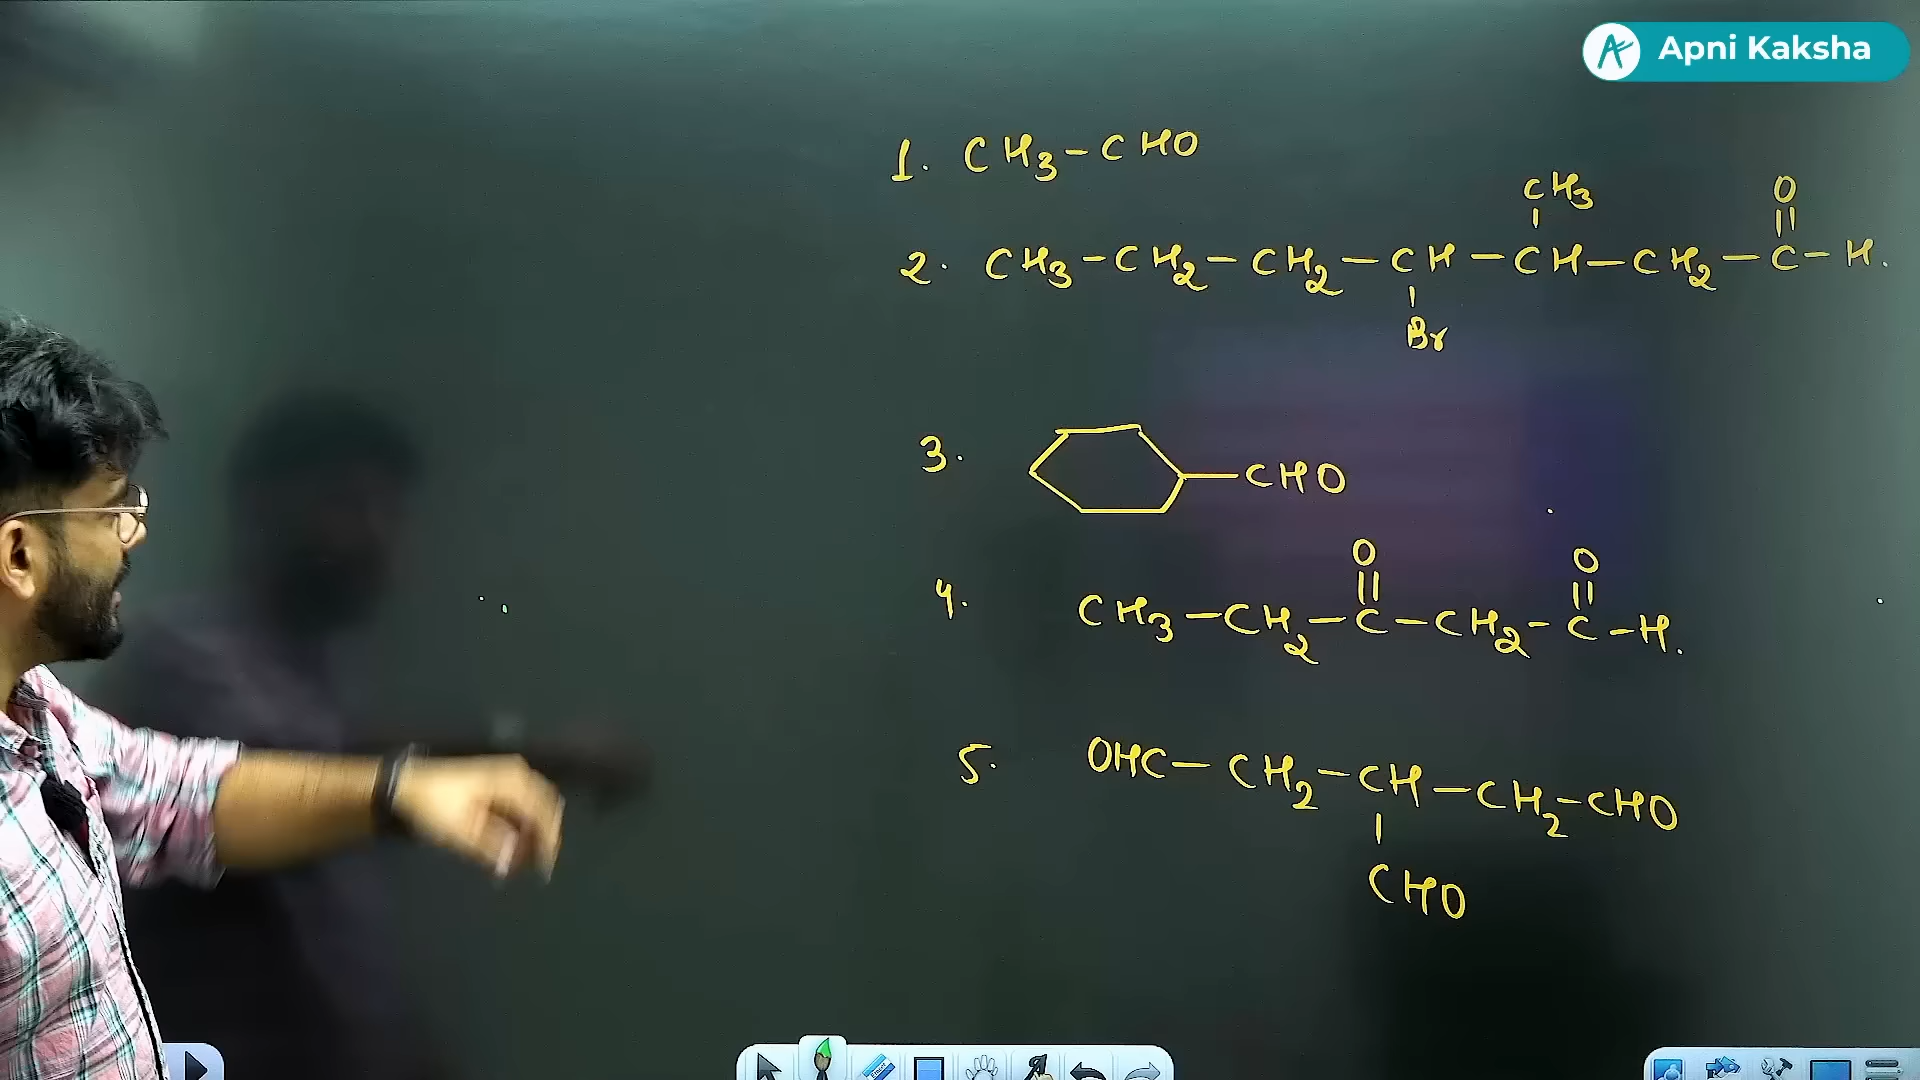 Apni Kaksha
1. CH3-CHO
CH3 O
2. CH3-CH2-CH2-CH-CH-CH2-C-H.
Br
3. CHO
O O
4. CH3-CH2-C-CH2-C-H.
5. OHC-CH2-CH-CH2-CHO
CHO